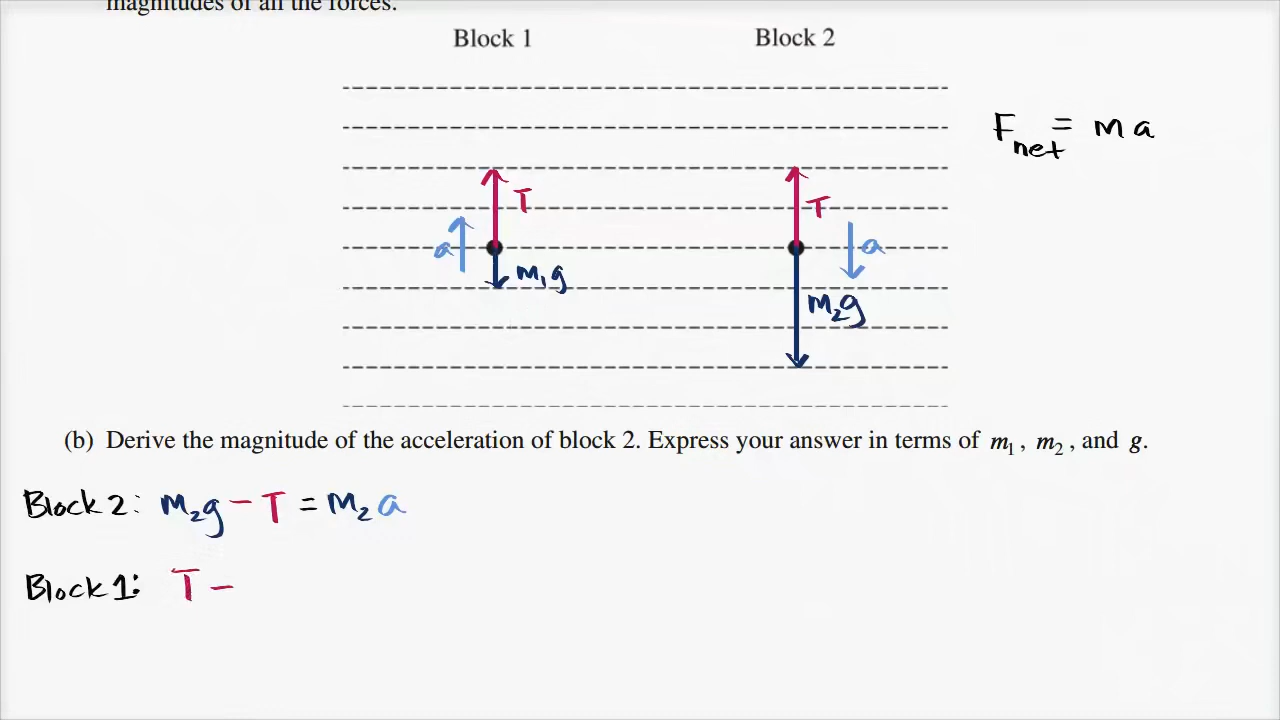 magnitudes of all the forces.
Block 1 Block 2
F_net = ma
T T
a a
m₁g
m₂g
(b) Derive the magnitude of the acceleration of block 2. Express your answer in terms of m₁, m₂, and g.
Block 2: m₂g - T = m₂a
Block 1: T -